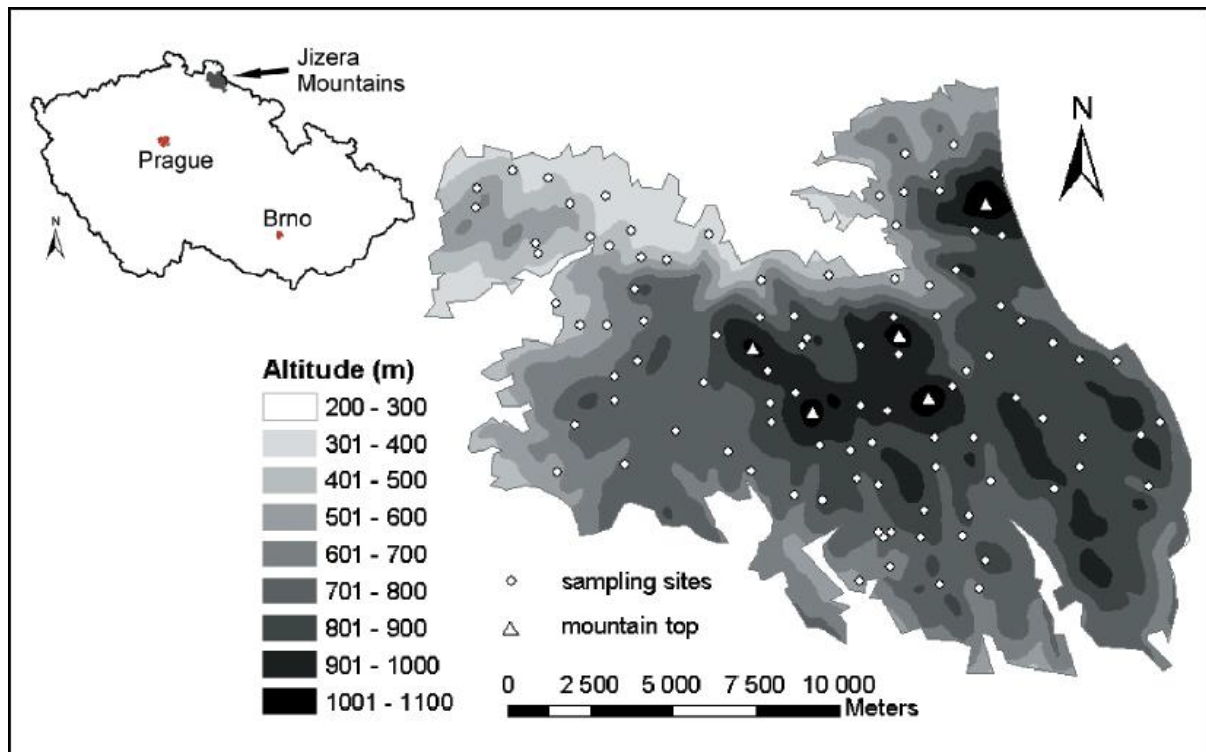 Jizera
Mountains
Prague
Brno
N
N
Altitude (m)
200 - 300
301 - 400
401 - 500
501 - 600
601 - 700
701 - 800
801 - 900
901 - 1000
1001 - 1100
sampling sites
mountain top
0 2 500 5 000 7 500 10 000
Meters